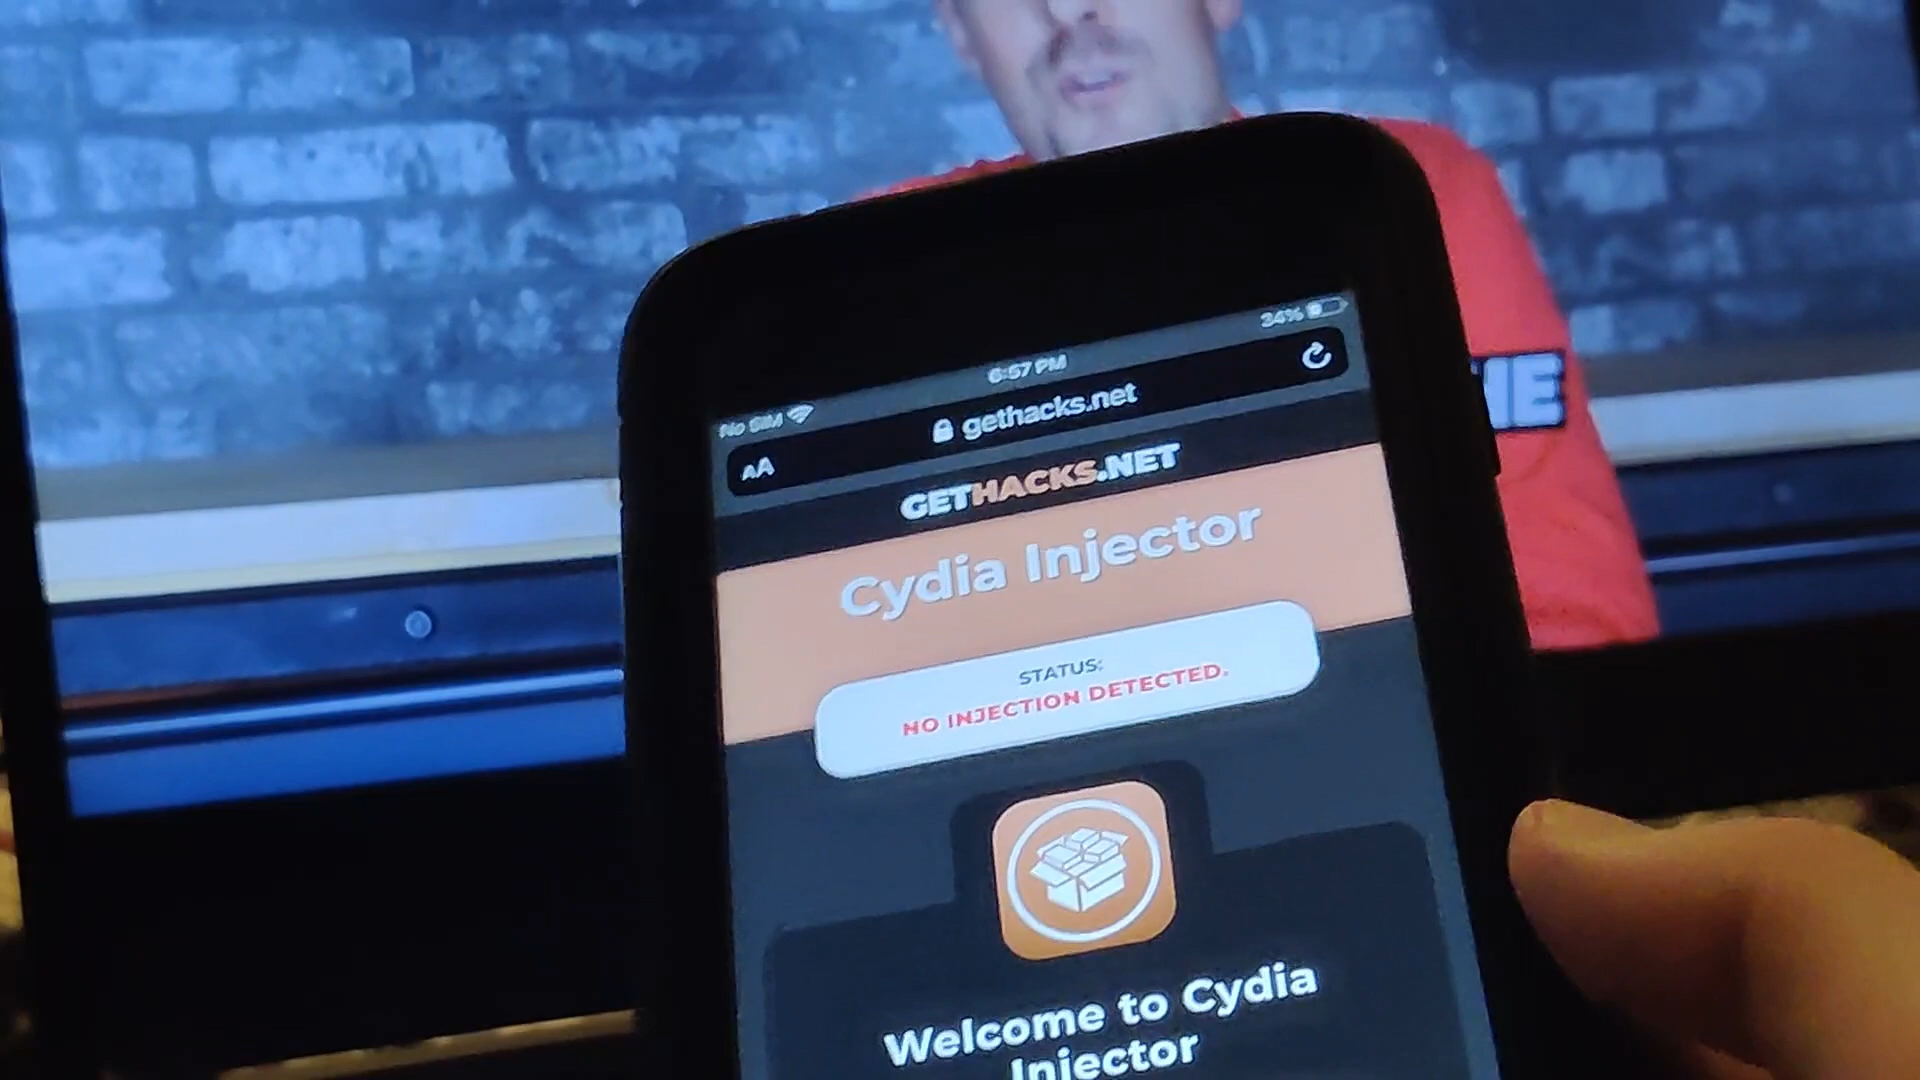 34%
6:57 PM
No SIM
AA gethacks.net
GETHACKS.NET
Cydia Injector
STATUS:
NO INJECTION DETECTED.
Welcome to Cydia
Injector